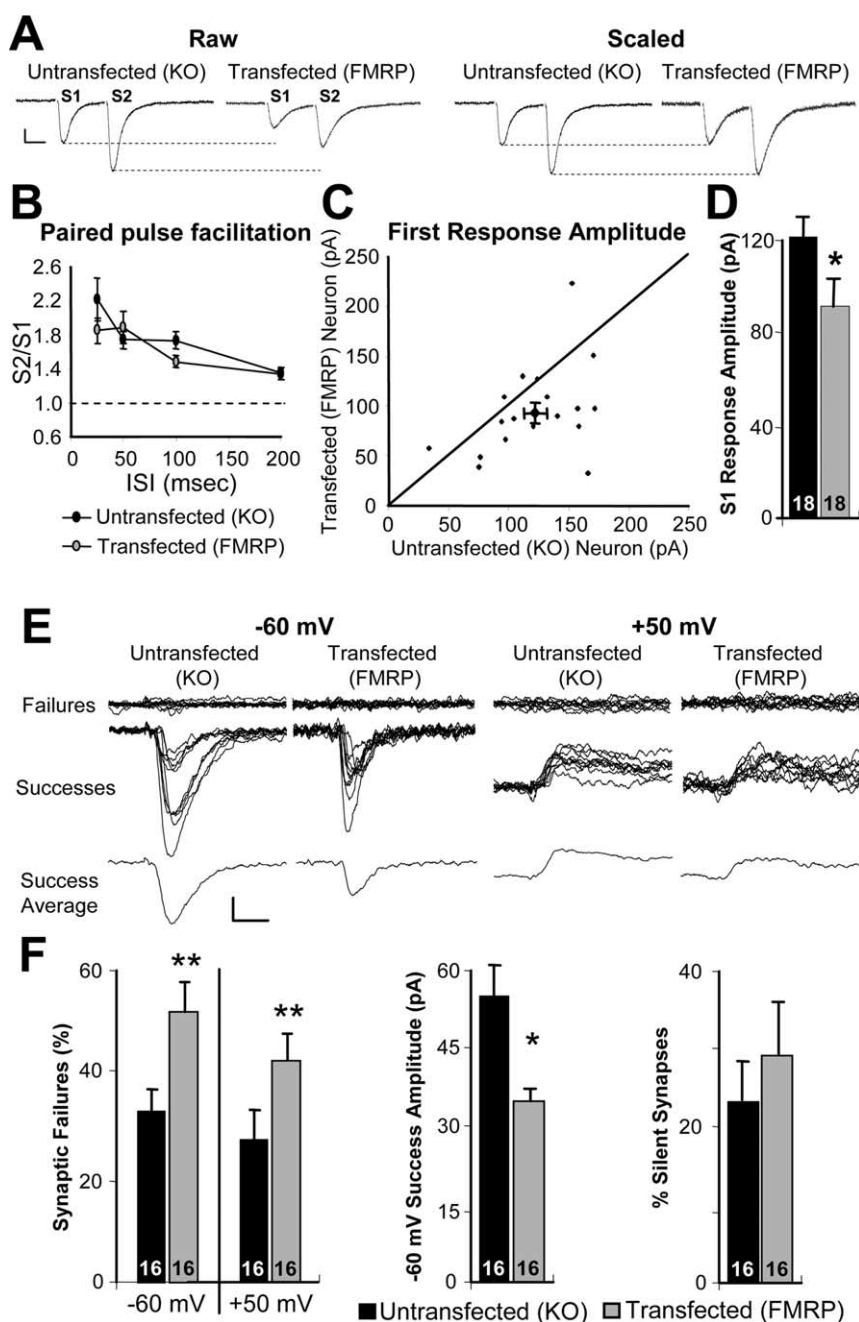 A
Raw
Scaled
Untransfected (KO) Transfected (FMRP)
Untransfected (KO) Transfected (FMRP)
S1 S2 S1 S2
B
Paired pulse facilitation
S2/S1
2.6
2.2
1.8
1.4
1.0
0.6
0 50 100 150 200
ISI (msec)
Untransfected (KO)
Transfected (FMRP)
C
First Response Amplitude
Transfected (FMRP) Neuron (pA)
250
200
150
100
50
0
0 50 100 150 200 250
Untransfected (KO) Neuron (pA)
D
S1 Response Amplitude (pA)
120
80
40
0
*
18 18
E
-60 mV +50 mV
Untransfected (KO)
Transfected (FMRP)
Untransfected (KO)
Transfected (FMRP)
Failures
Successes
Success
Average
F
Synaptic Failures (%)
60
40
20
0
**
**
16 16 16 16
-60 mV +50 mV
-60 mV Success Amplitude (pA)
60
45
30
15
0
*
16 16
% Silent Synapses
40
20
0
16 16
Untransfected (KO) Transfected (FMRP)